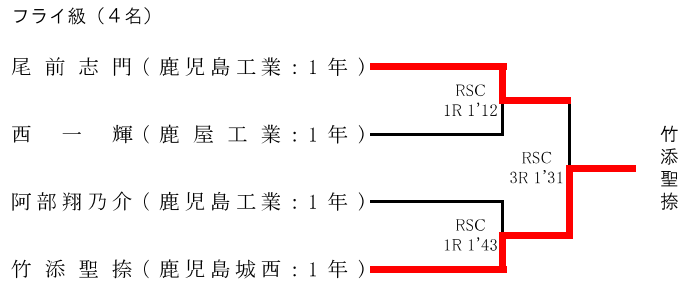 フライ級（４名）
尾前志門（鹿児島工業：１年）
RSC
1R 1’12
西一輝（鹿屋工業：１年）
RSC
3R 1’31
竹添聖捺
阿部翔乃介（鹿児島工業：１年）
RSC
1R 1’43
竹添聖捺（鹿児島城西：１年）